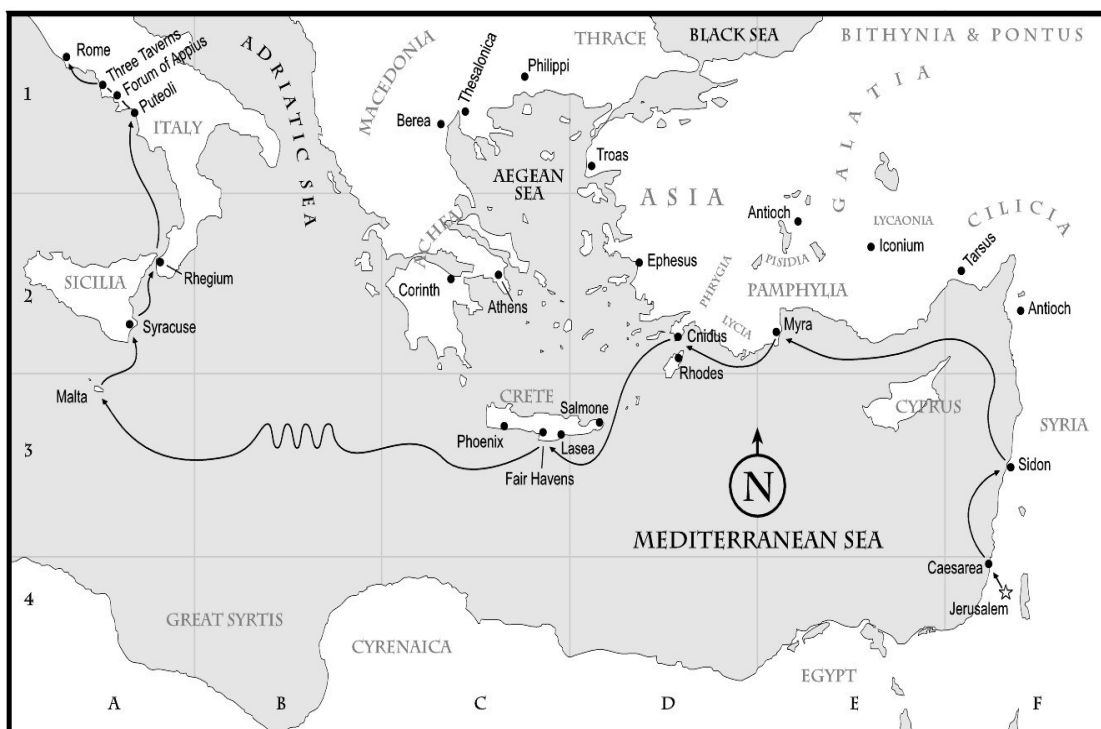 BLACK SEA
THRACE
BITHYNIA & PONTUS
Rome
Three Taverns
Forum of Appius
Puteoli
ADRIATIC SEA
MACEDONIA
Thesalonica
Philippi
GALATIA
1
Berea
ITALY
AEGEAN
SEA
Troas
ASIA
Antioch
LYCAONIA
CILICIA
ACHEA
Iconium
Tarsus
Ephesus
PHRYGIA
PISIDIA
SICILIA
Rhegium
Corinth
Athens
PAMPHYLIA
2
Antioch
Syracuse
LYCIA
Myra
Cnidus
Rhodes
Malta
CRETE
Salmone
CYPRUS
SYRIA
Phoenix
Lasea
3
Fair Havens
Sidon
N
MEDITERRANEAN SEA
Caesarea
4
Jerusalem
GREAT SYRTIS
CYRENAICA
EGYPT
A
B
C
D
E
F